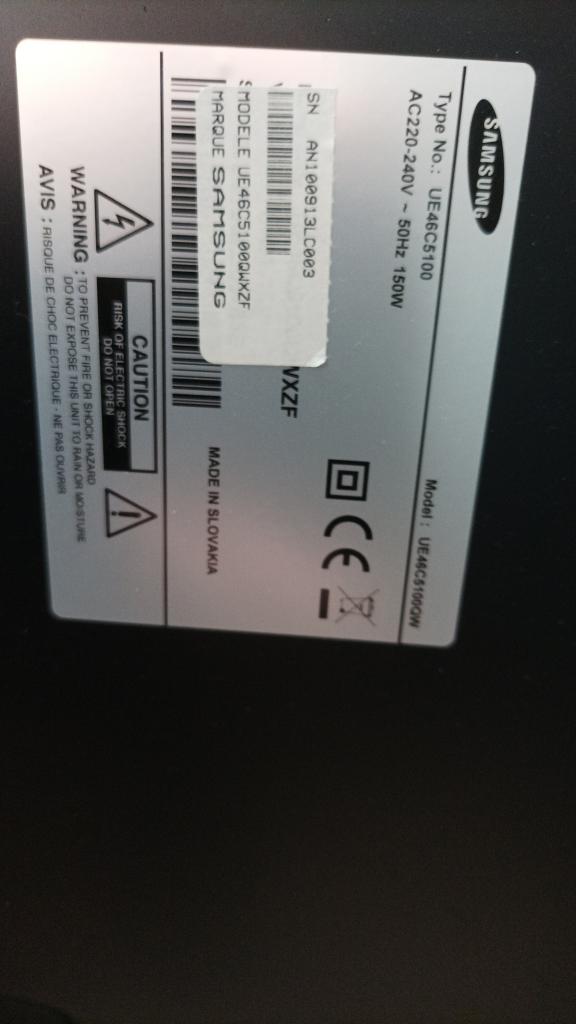 SAMSUNG
Type No.: UE46C5100
Model : UE46C5100QW
AC220-240V ~ 50Hz 150W
SN AN100913LC003
MODELE UE46C5100QWXZF
MARQUE SAMSUNG
WXZF
CE
MADE IN SLOVAKIA
CAUTION
RISK OF ELECTRIC SHOCK
DO NOT OPEN
WARNING : TO PREVENT FIRE OR SHOCK HAZARD
DO NOT EXPOSE THIS UNIT TO RAIN OR MOISTURE
AVIS : RISQUE DE CHOC ELECTRIQUE - NE PAS OUVRIR